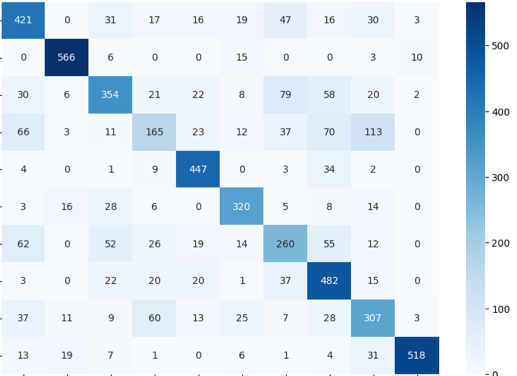 421 0 31 17 16 19 47 16 30 3
0 566 6 0 0 15 0 0 3 10
30 6 354 21 22 8 79 58 20 2
66 3 11 165 23 12 37 70 113 0
4 0 1 9 447 0 3 34 2 0
3 16 28 6 0 320 5 8 14 0
62 0 52 26 19 14 260 55 12 0
3 0 22 20 20 1 37 482 15 0
37 11 9 60 13 25 7 28 307 3
13 19 7 1 0 6 1 4 31 518
500
400
300
200
100
0